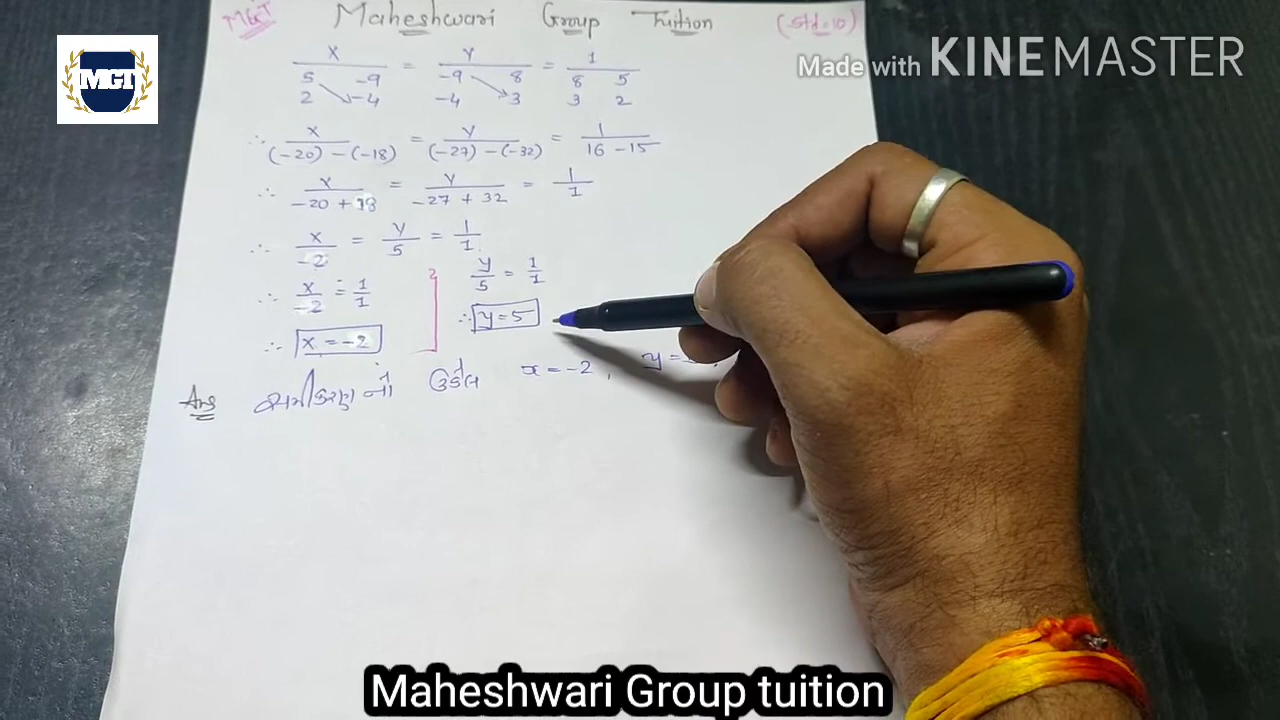 MGT Maheshwari Group Tuition (Std-10)
MGT
Made with KINEMASTER
X = Y = 1
5 -9 -9 8 8 5
2 -4 -4 3 3 2
∴ X = Y = 1
(-20) - (-18) (-27) - (-32) 16 - 15
∴ X = Y = 1
-20 + 18 -27 + 32 1
∴ X = Y = 1
-2 5 1
y = 1
5 1
∴ X = 1
-2 1
∴ y = 5
∴ X = -2
Ans સમીકરણનો ઉકેલ x = -2 , y =
Maheshwari Group tuition